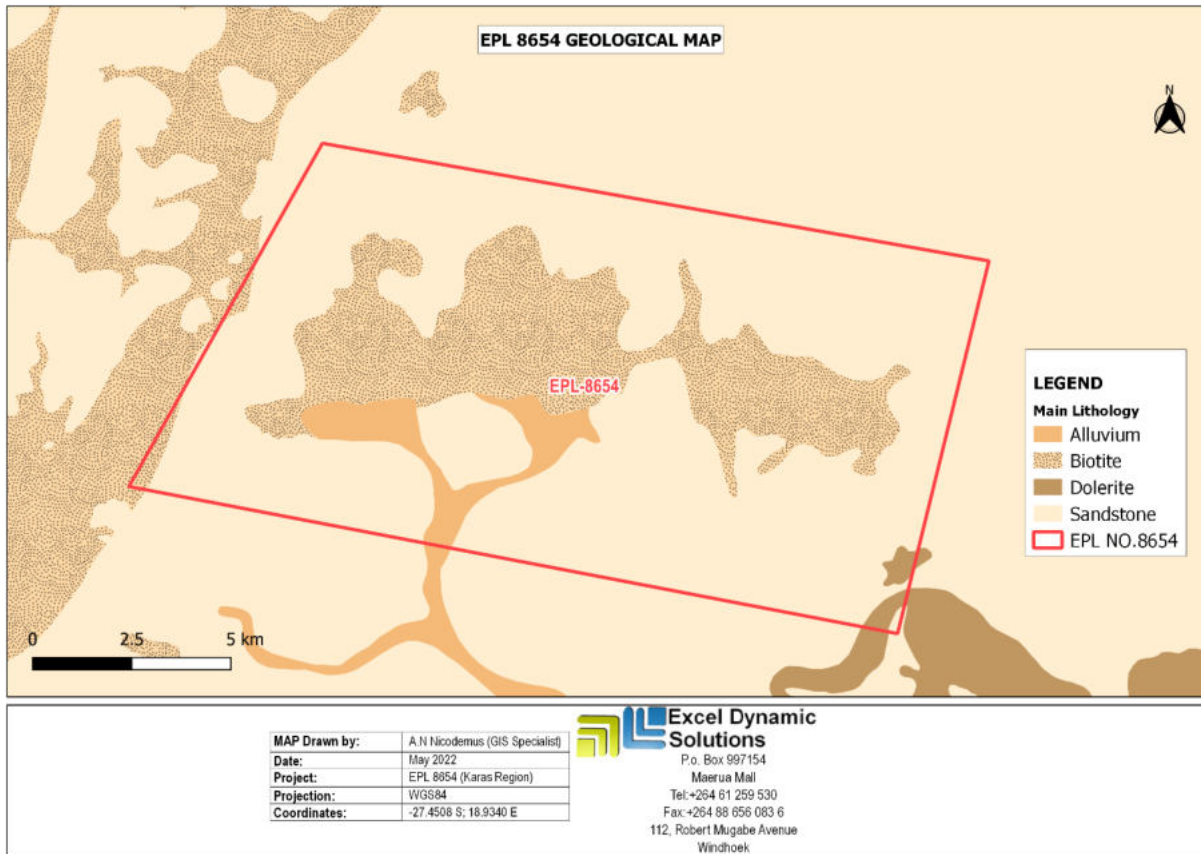 EPL 8654 GEOLOGICAL MAP
N
EPL-8654
LEGEND
Main Lithology
Alluvium
Biotite
Dolerite
Sandstone
EPL NO.8654
0 2.5 5 km
MAP Drawn by: A.N Nicodemus (GIS Specialist)
Date: May 2022
Project: EPL 8654 (Karas Region)
Projection: WGS84
Coordinates: -27.4508 S; 18.9340 E
Excel Dynamic
Solutions
P.o. Box 997154
Maerua Mall
Tel:+264 61 259 530
Fax:+264 88 656 083 6
112, Robert Mugabe Avenue
Windhoek